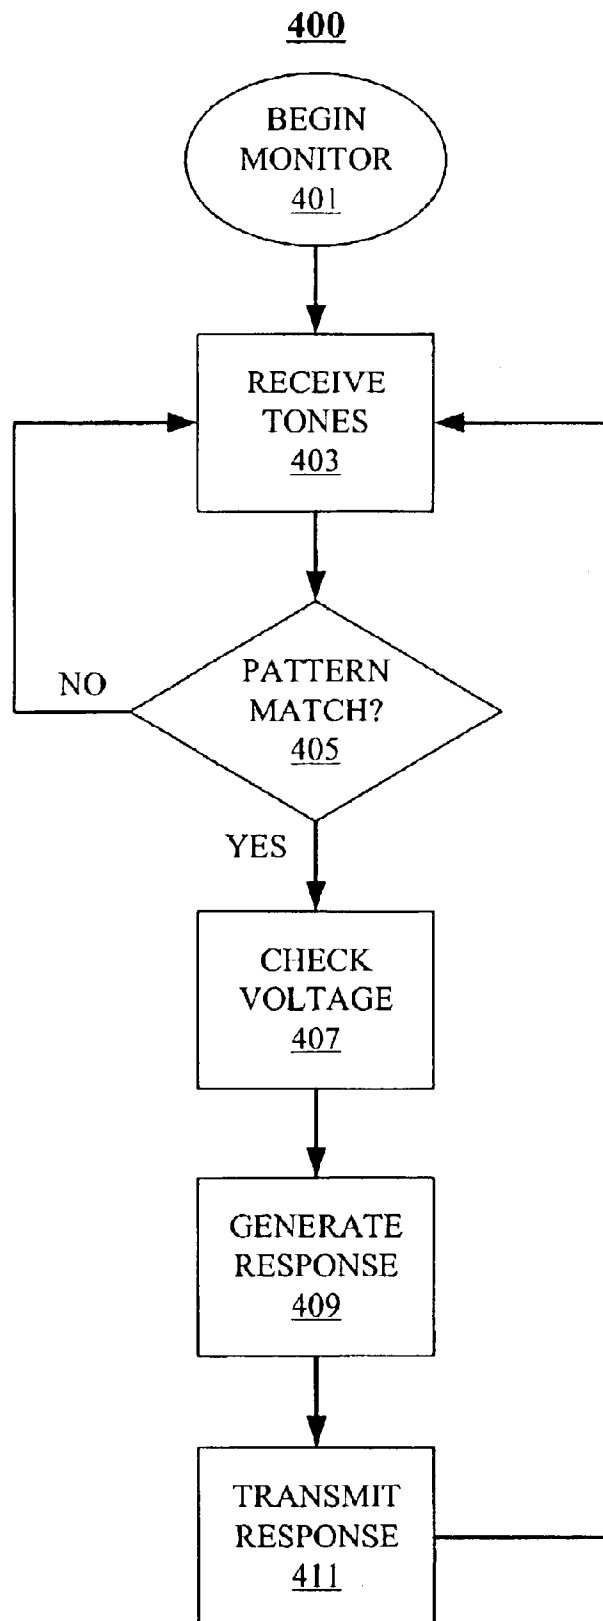 400
BEGIN
MONITOR
401
RECEIVE
TONES
403
PATTERN
MATCH?
405
NO
YES
CHECK
VOLTAGE
407
GENERATE
RESPONSE
409
TRANSMIT
RESPONSE
411